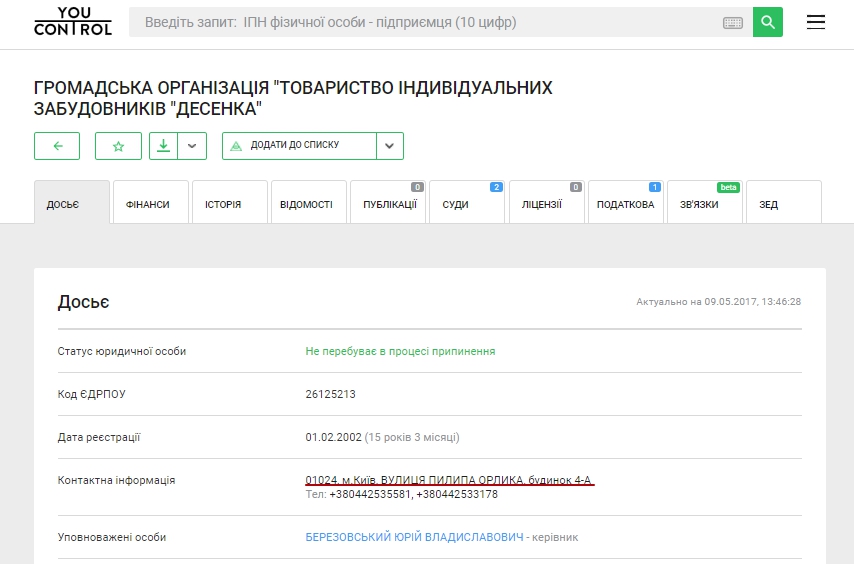 YOU
CONTROL
Введіть запит: ІПН фізичної особи - підприємця (10 цифр)
ГРОМАДСЬКА ОРГАНІЗАЦІЯ "ТОВАРИСТВО ІНДИВІДУАЛЬНИХ
ЗАБУДОВНИКІВ "ДЕСЕНКА"
ДОДАТИ ДО СПИСКУ
ДОСЬЄ ФІНАНСИ ІСТОРІЯ ВІДОМОСТІ ПУБЛІКАЦІЇ 0 СУДИ 2 ЛІЦЕНЗІЇ 0 ПОДАТКОВА 1 ЗВ'ЯЗКИ beta ЗЕД
Досьє
Актуально на 09.05.2017, 13:46:28
Статус юридичної особи Не перебуває в процесі припинення
Код ЄДРПОУ 26125213
Дата реєстрації 01.02.2002 (15 років 3 місяці)
Контактна інформація 01024, м.Київ, ВУЛИЦЯ ПИЛИПА ОРЛИКА, будинок 4-А
Тел: +380442535581, +380442533178
Уповноважені особи БЕРЕЗОВСЬКИЙ ЮРІЙ ВЛАДИСЛАВОВИЧ - керівник